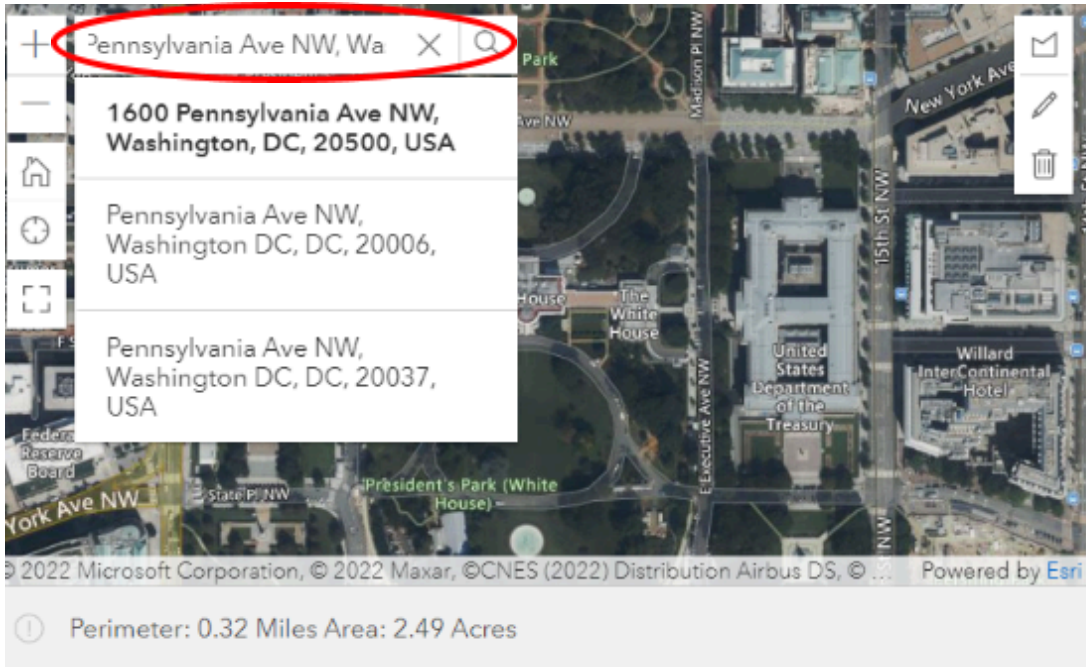 Pennsylvania Ave NW, Wa
1600 Pennsylvania Ave NW,
Washington, DC, 20500, USA
Pennsylvania Ave NW,
Washington DC, DC, 20006,
USA
Pennsylvania Ave NW,
Washington DC, DC, 20037,
USA
Park
Madison Pl NW
New York Ave
Ave NW
15th St NW
House
The
White
House
United
States
Department
of the
Treasury
Willard
InterContinental
Hotel
E Executive Ave NW
Federal
Reserve
Board
York Ave NW
State Pl NW
President's Park (White
House)
NW
© 2022 Microsoft Corporation, © 2022 Maxar, ©CNES (2022) Distribution Airbus DS, © ...
Powered by Esri
Perimeter: 0.32 Miles Area: 2.49 Acres